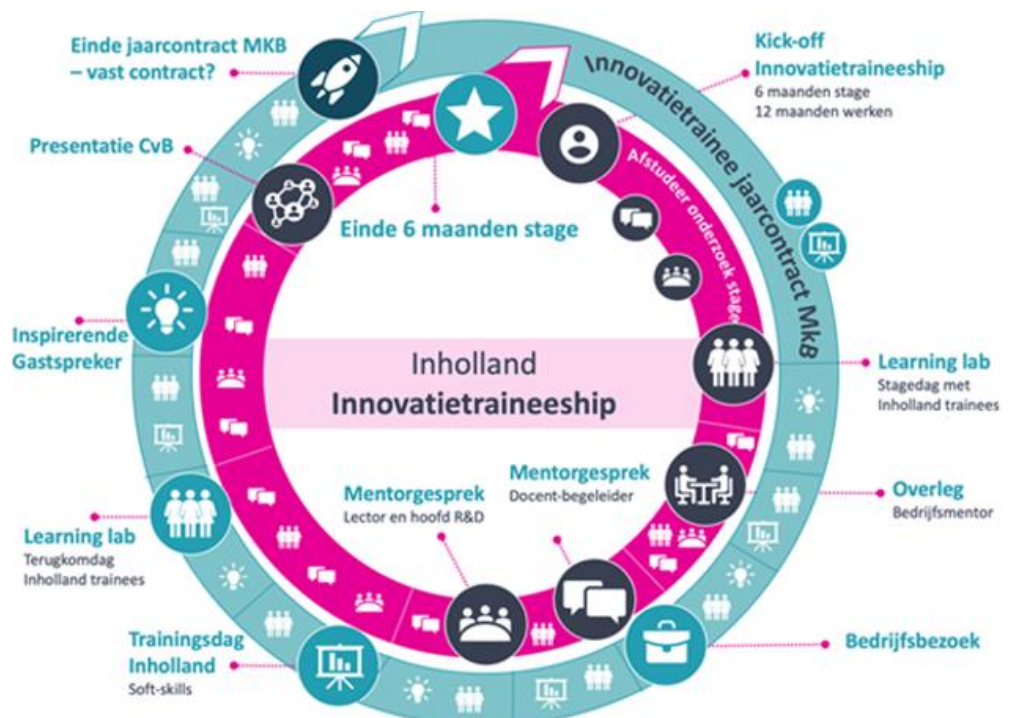 Einde jaarcontract MKB
– vast contract?
Kick-off
Innovatietraineeship
6 maanden stage
12 maanden werken
Innovatietrainee jaarcontract MkB
Afstudeer onderzoek stage
Presentatie CvB
Einde 6 maanden stage
Inspirerende
Gastspreker
Inholland
Innovatietraineeship
Learning lab
Stagedag met
Inholland trainees
Mentorgesprek
Lector en hoofd R&D
Mentorgesprek
Docent-begeleider
Overleg
Bedrijfsmentor
Learning lab
Terugkomdag
Inholland trainees
Trainingsdag
Inholland
Soft-skills
Bedrijfsbezoek